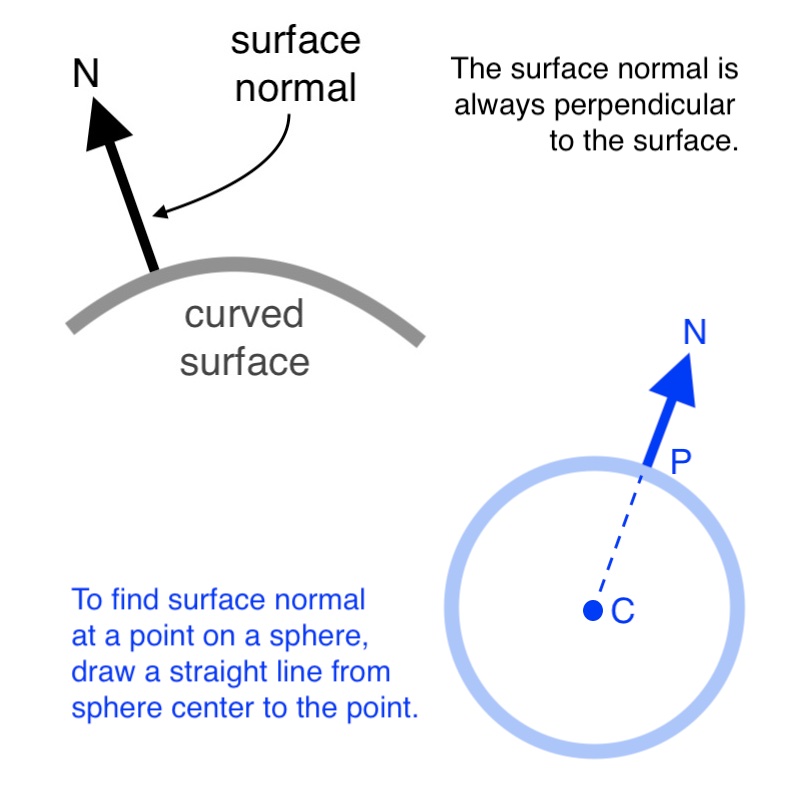 N
surface
normal
The surface normal is
always perpendicular
to the surface.
curved
surface
N
P
C
To find surface normal
at a point on a sphere,
draw a straight line from
sphere center to the point.